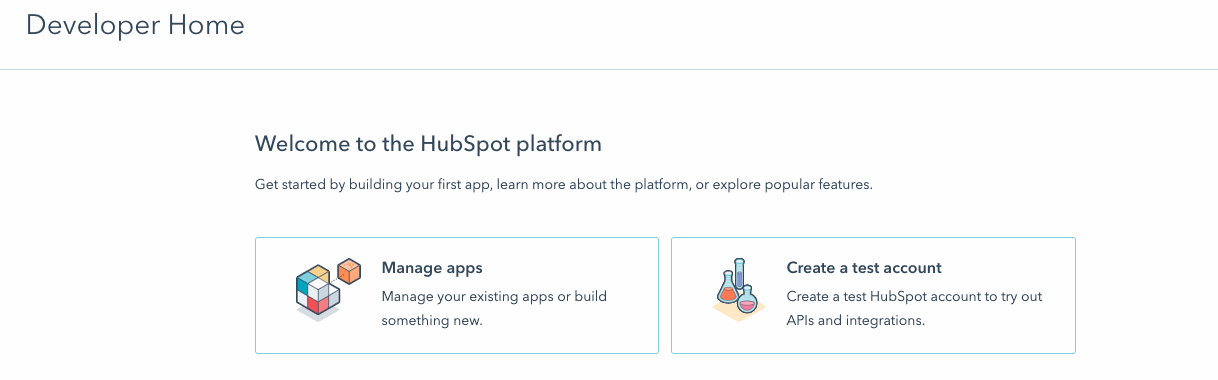 Developer Home
Welcome to the HubSpot platform
Get started by building your first app, learn more about the platform, or explore popular features.
Manage apps
Manage your existing apps or build
something new.
Create a test account
Create a test HubSpot account to try out
APIs and integrations.